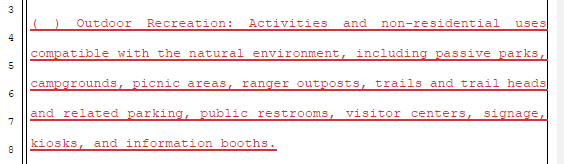 3
( ) Outdoor Recreation: Activities and non-residential uses
4
compatible with the natural environment, including passive parks,
5
campgrounds, picnic areas, ranger outposts, trails and trail heads
6
and related parking, public restrooms, visitor centers, signage,
7
kiosks, and information booths.
8